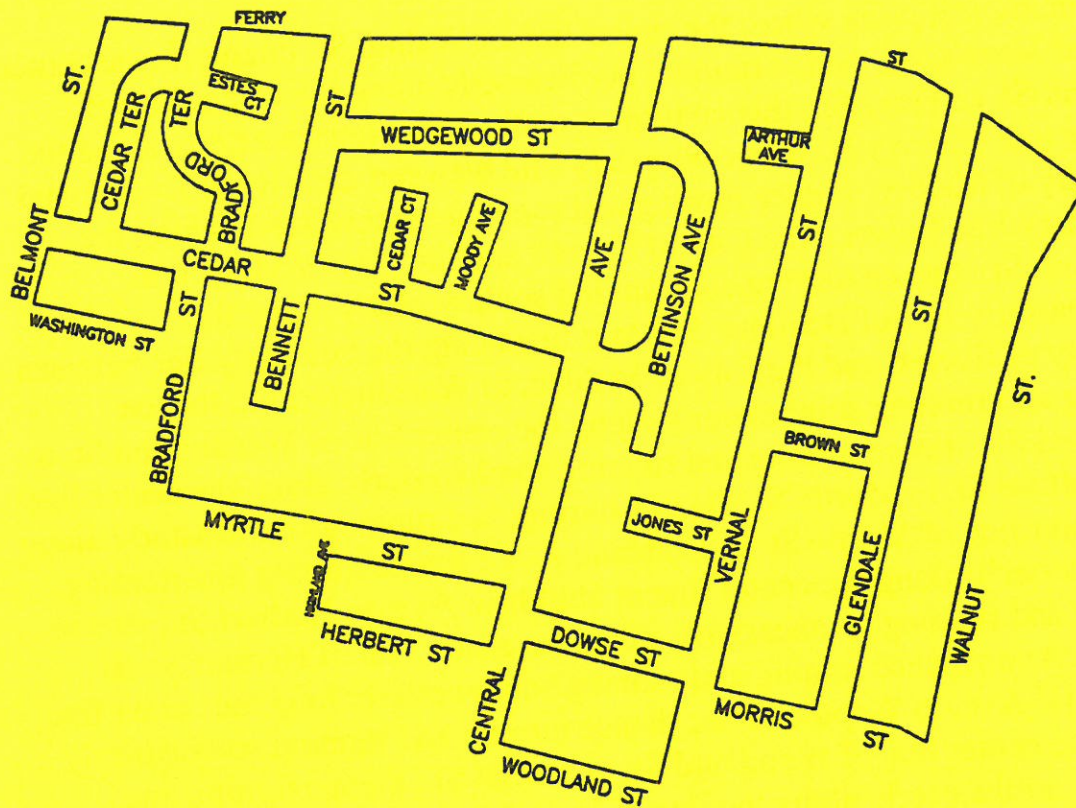 FERRY
ST
ST.
ESTES
CT
CEDAR TER
TER
BRADFORD
ST
WEDGEWOOD ST
ARTHUR
AVE
BELMONT
CEDAR
ST
CEDAR CT
MOODY AVE
AVE
BETTINSON AVE
ST
ST
ST.
WASHINGTON ST
ST
BENNETT
BRADFORD
BROWN ST
MYRTLE
ST
JONES ST
VERNAL
HIGHLAND AVE
HERBERT ST
DOWSE ST
GLENDALE
WALNUT
CENTRAL
MORRIS
ST
WOODLAND ST